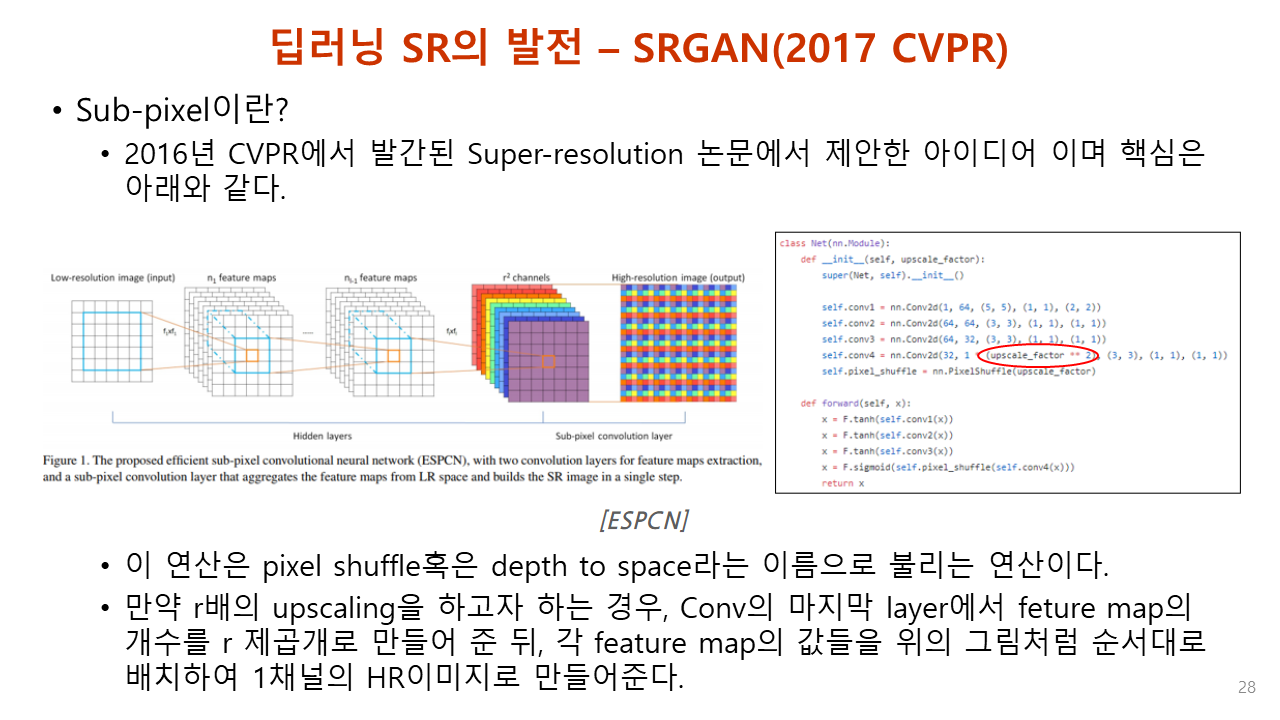 딥러닝 SR의 발전 – SRGAN(2017 CVPR)
• Sub-pixel이란?
• 2016년 CVPR에서 발간된 Super-resolution 논문에서 제안한 아이디어 이며 핵심은
아래와 같다.
Low-resolution image (input)
n1 feature maps
nl-1 feature maps
r² channels
High-resolution image (output)
f1xf1
.....
flxfl
Hidden layers
Sub-pixel convolution layer
Figure 1. The proposed efficient sub-pixel convolutional neural network (ESPCN), with two convolution layers for feature maps extraction,
and a sub-pixel convolution layer that aggregates the feature maps from LR space and builds the SR image in a single step.
class Net(nn.Module):
def __init__(self, upscale_factor):
super(Net, self).__init__()
self.conv1 = nn.Conv2d(1, 64, (5, 5), (1, 1), (2, 2))
self.conv2 = nn.Conv2d(64, 64, (3, 3), (1, 1), (1, 1))
self.conv3 = nn.Conv2d(64, 32, (3, 3), (1, 1), (1, 1))
self.conv4 = nn.Conv2d(32, 1 * (upscale_factor ** 2), (3, 3), (1, 1), (1, 1))
self.pixel_shuffle = nn.PixelShuffle(upscale_factor)
def forward(self, x):
x = F.tanh(self.conv1(x))
x = F.tanh(self.conv2(x))
x = F.tanh(self.conv3(x))
x = F.sigmoid(self.pixel_shuffle(self.conv4(x)))
return x
[ESPCN]
• 이 연산은 pixel shuffle혹은 depth to space라는 이름으로 불리는 연산이다.
• 만약 r배의 upscaling을 하고자 하는 경우, Conv의 마지막 layer에서 feture map의
개수를 r 제곱개로 만들어 준 뒤, 각 feature map의 값들을 위의 그림처럼 순서대로
배치하여 1채널의 HR이미지로 만들어준다.
28